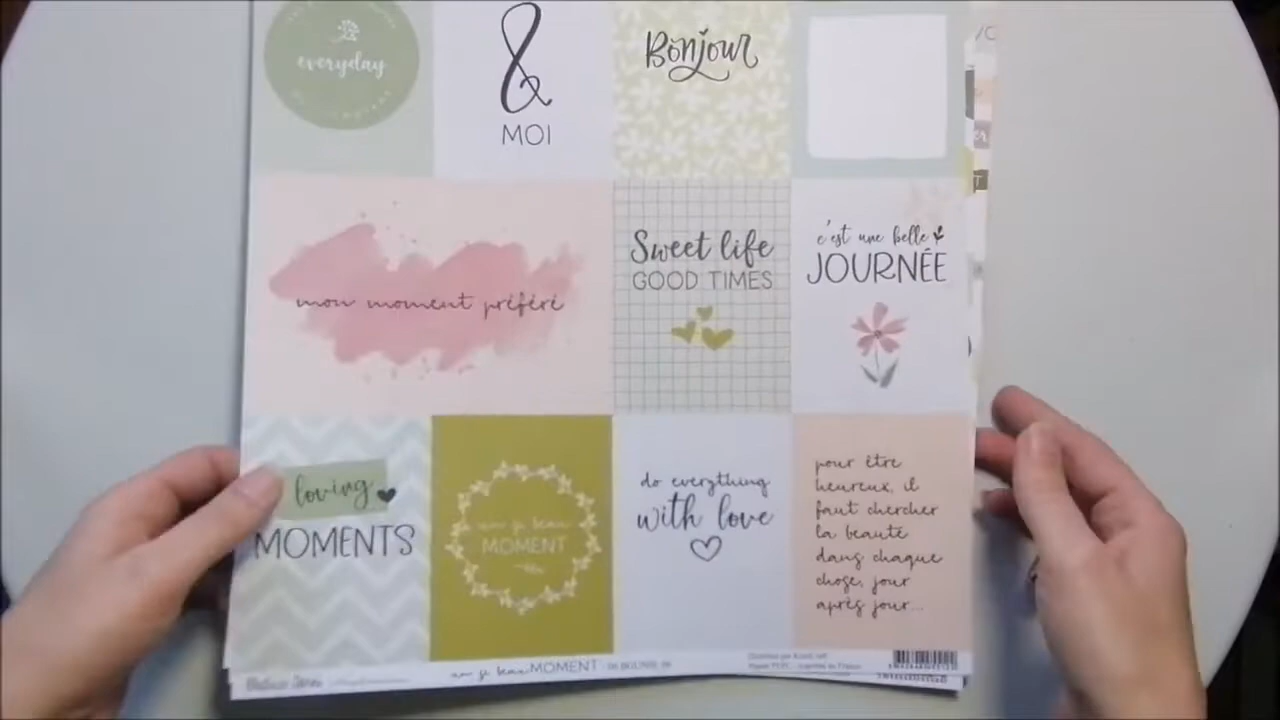 everyday
&
MOI
Bonjour
mon moment préféré
Sweet life
GOOD TIMES
c'est une belle
JOURNÉE
loving
MOMENTS
un si beau
MOMENT
do everything
with love
pour être
heureux, il
faut chercher
la beauté
dans chaque
chose, jour
après jour...
un si beau MOMENT